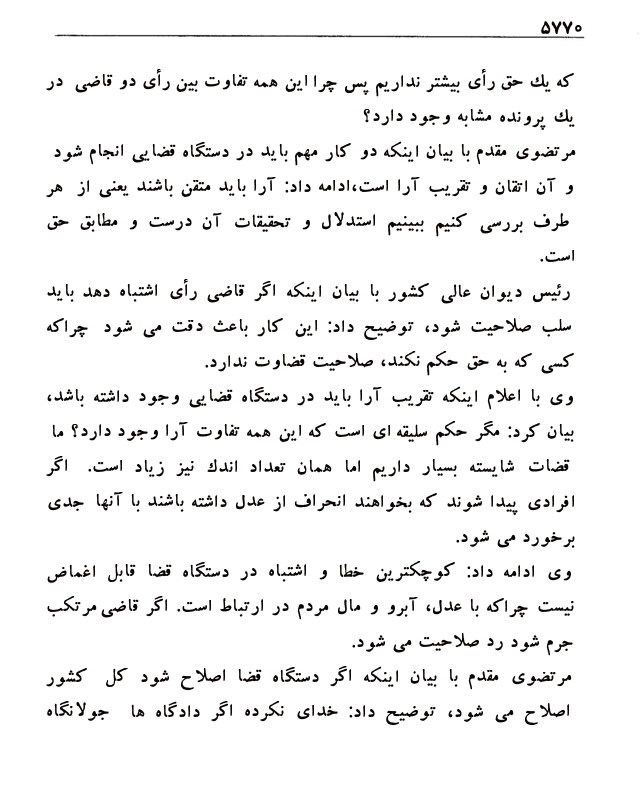 ۵۷۷۰
که یك حق رأی بیشتر نداریم پس چرا این همه تفاوت بین رأی دو قاضی در
یك پرونده مشابه وجود دارد؟
مرتضوی مقدم با بیان اینکه دو کار مهم باید در دستگاه قضایی انجام شود
و آن اتقان و تقریب آرا است،ادامه داد: آرا باید متقن باشند یعنی از هر
طرف بررسی کنیم ببینیم استدلال و تحقیقات آن درست و مطابق حق
است.
رئیس دیوان عالی کشور با بیان اینکه اگر قاضی رأی اشتباه دهد باید
سلب صلاحیت شود، توضیح داد: این کار باعث دقت می شود چراکه
کسی که به حق حکم نکند، صلاحیت قضاوت ندارد.
وی با اعلام اینکه تقریب آرا باید در دستگاه قضایی وجود داشته باشد،
بیان کرد: مگر حکم سلیقه ای است که این همه تفاوت آرا وجود دارد؟ ما
قضات شایسته بسیار داریم اما همان تعداد اندك نیز زیاد است. اگر
افرادی پیدا شوند که بخواهند انحراف از عدل داشته باشند با آنها جدی
برخورد می شود.
وی ادامه داد: کوچکترین خطا و اشتباه در دستگاه قضا قابل اغماض
نیست چراکه با عدل، آبرو و مال مردم در ارتباط است. اگر قاضی مرتکب
جرم شود رد صلاحیت می شود.
مرتضوی مقدم با بیان اینکه اگر دستگاه قضا اصلاح شود کل کشور
اصلاح می شود، توضیح داد: خدای نکرده اگر دادگاه ها جولانگاه